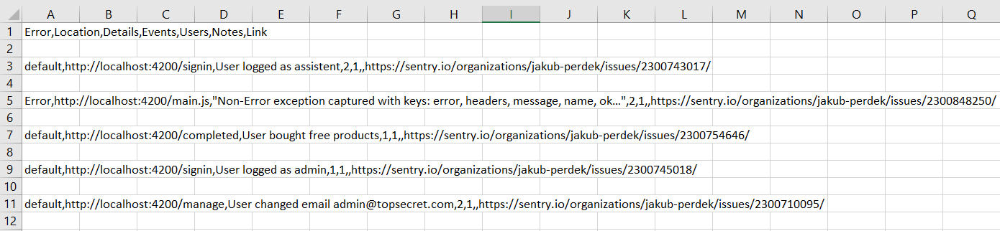 A B C D E F G H I J K L M N O P Q
1 Error,Location,Details,Events,Users,Notes,Link
2
3 default,http://localhost:4200/signin,User logged as assistent,2,1,,https://sentry.io/organizations/jakub-perdek/issues/2300743017/
4
5 Error,http://localhost:4200/main.js,"Non-Error exception captured with keys: error, headers, message, name, ok…",2,1,,https://sentry.io/organizations/jakub-perdek/issues/2300848250/
6
7 default,http://localhost:4200/completed,User bought free products,1,1,,https://sentry.io/organizations/jakub-perdek/issues/2300754646/
8
9 default,http://localhost:4200/signin,User logged as admin,1,1,,https://sentry.io/organizations/jakub-perdek/issues/2300745018/
10
11 default,http://localhost:4200/manage,User changed email admin@topsecret.com,2,1,,https://sentry.io/organizations/jakub-perdek/issues/2300710095/
12